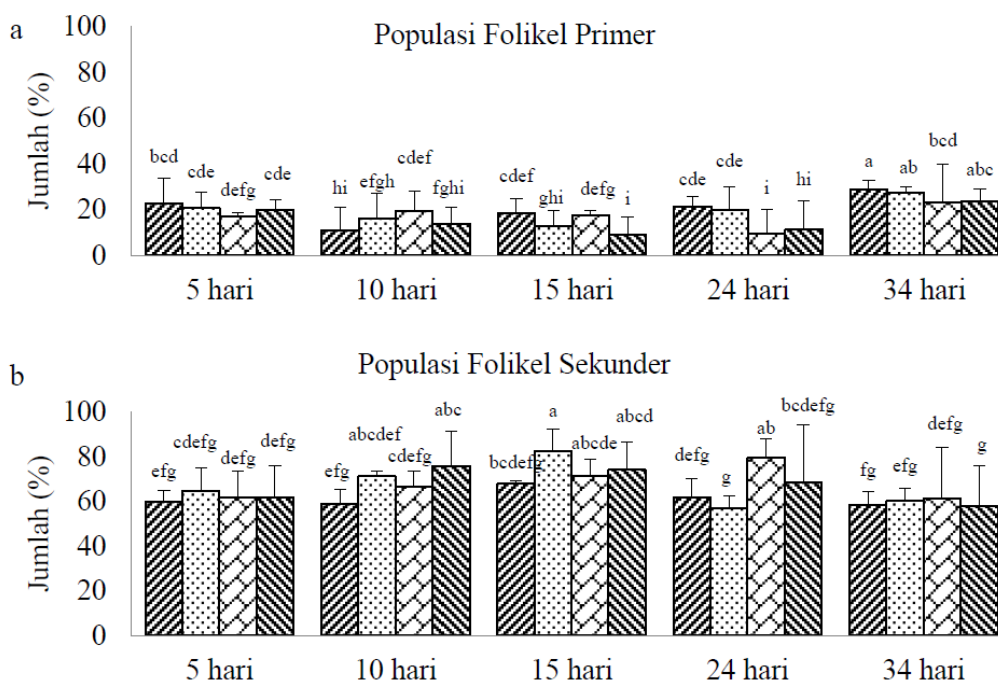 a
Populasi Folikel Primer
Jumlah (%)
100
80
60
40
20
0
bcd cde defg cde
hi efgh cdef fghi
cdef ghi defg i
cde cde i hi
a ab bcd abc
5 hari 10 hari 15 hari 24 hari 34 hari
b
Populasi Folikel Sekunder
Jumlah (%)
100
80
60
40
20
0
efg cdefg defg defg
efg abcdef cdefg abc
bcdefg a abcde abcd
defg g ab bcdefg
fg efg defg g
5 hari 10 hari 15 hari 24 hari 34 hari